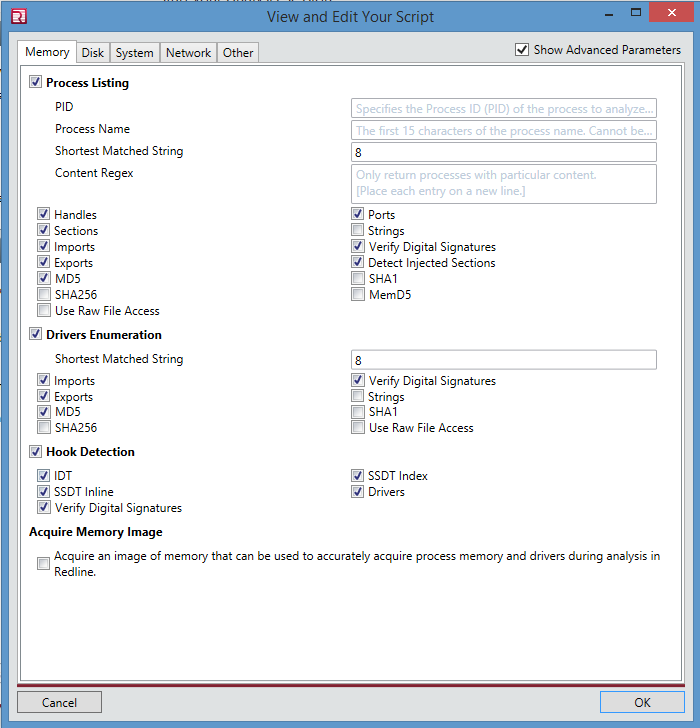 View and Edit Your Script
Memory Disk System Network Other Show Advanced Parameters
Process Listing
PID Specifies the Process ID (PID) of the process to analyze...
Process Name The first 15 characters of the process name. Cannot be...
Shortest Matched String 8
Content Regex Only return processes with particular content.
[Place each entry on a new line.]
Handles Ports
Sections Strings
Imports Verify Digital Signatures
Exports Detect Injected Sections
MD5 SHA1
SHA256 MemD5
Use Raw File Access
Drivers Enumeration
Shortest Matched String 8
Imports Verify Digital Signatures
Exports Strings
MD5 SHA1
SHA256 Use Raw File Access
Hook Detection
IDT SSDT Index
SSDT Inline Drivers
Verify Digital Signatures
Acquire Memory Image
Acquire an image of memory that can be used to accurately acquire process memory and drivers during analysis in
Redline.
Cancel OK